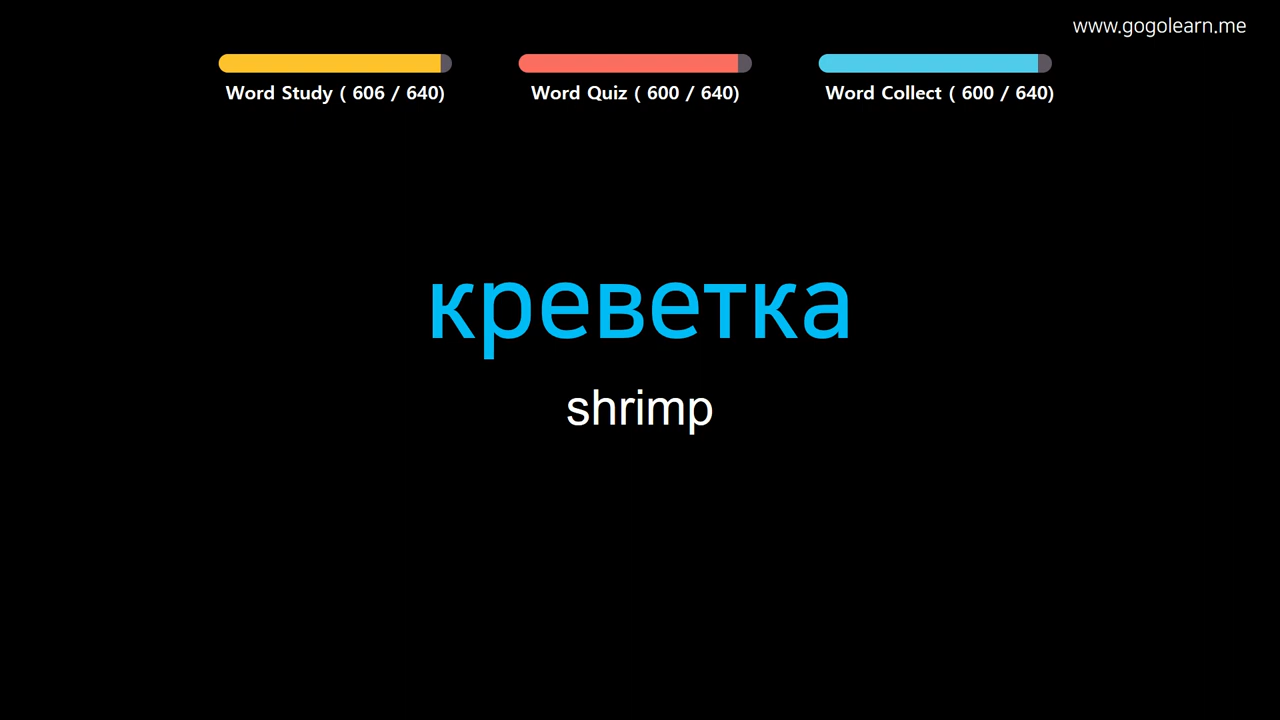 www.gogolearn.me
Word Study ( 606 / 640)
Word Quiz ( 600 / 640)
Word Collect ( 600 / 640)
креветка
shrimp